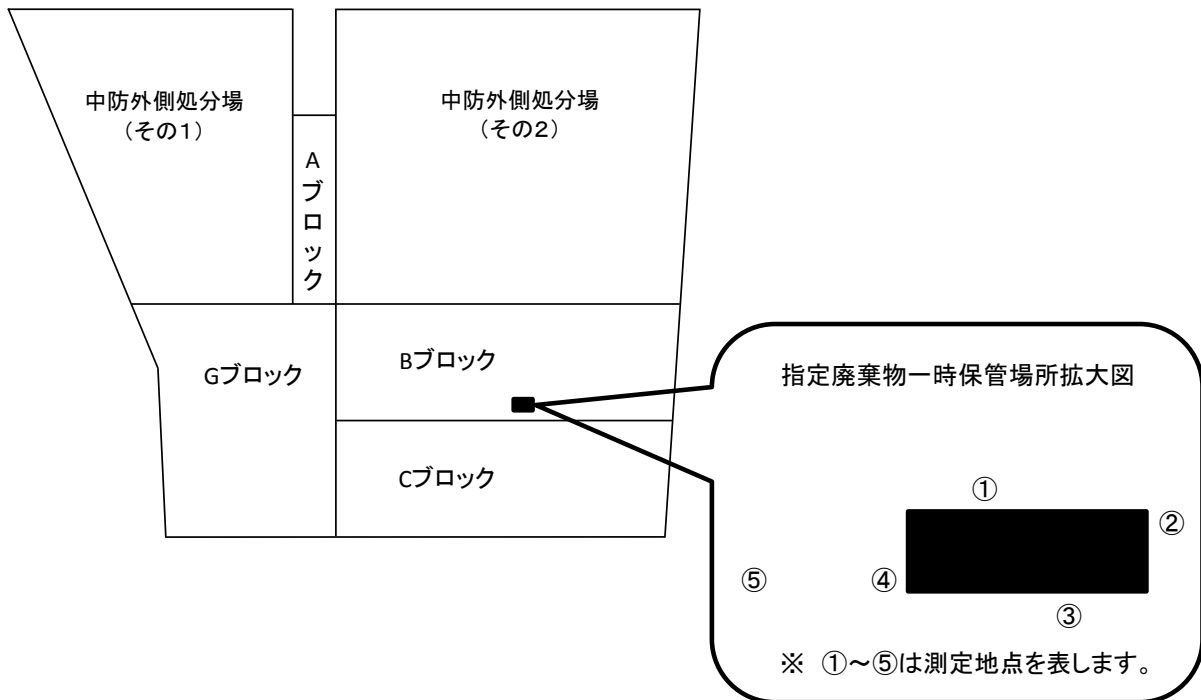 中防外側処分場
（その１）
中防外側処分場
（その２）
Aブロック
Gブロック
Bブロック
Cブロック
指定廃棄物一時保管場所拡大図
①
②
③
④
⑤
※　①～⑤は測定地点を表します。